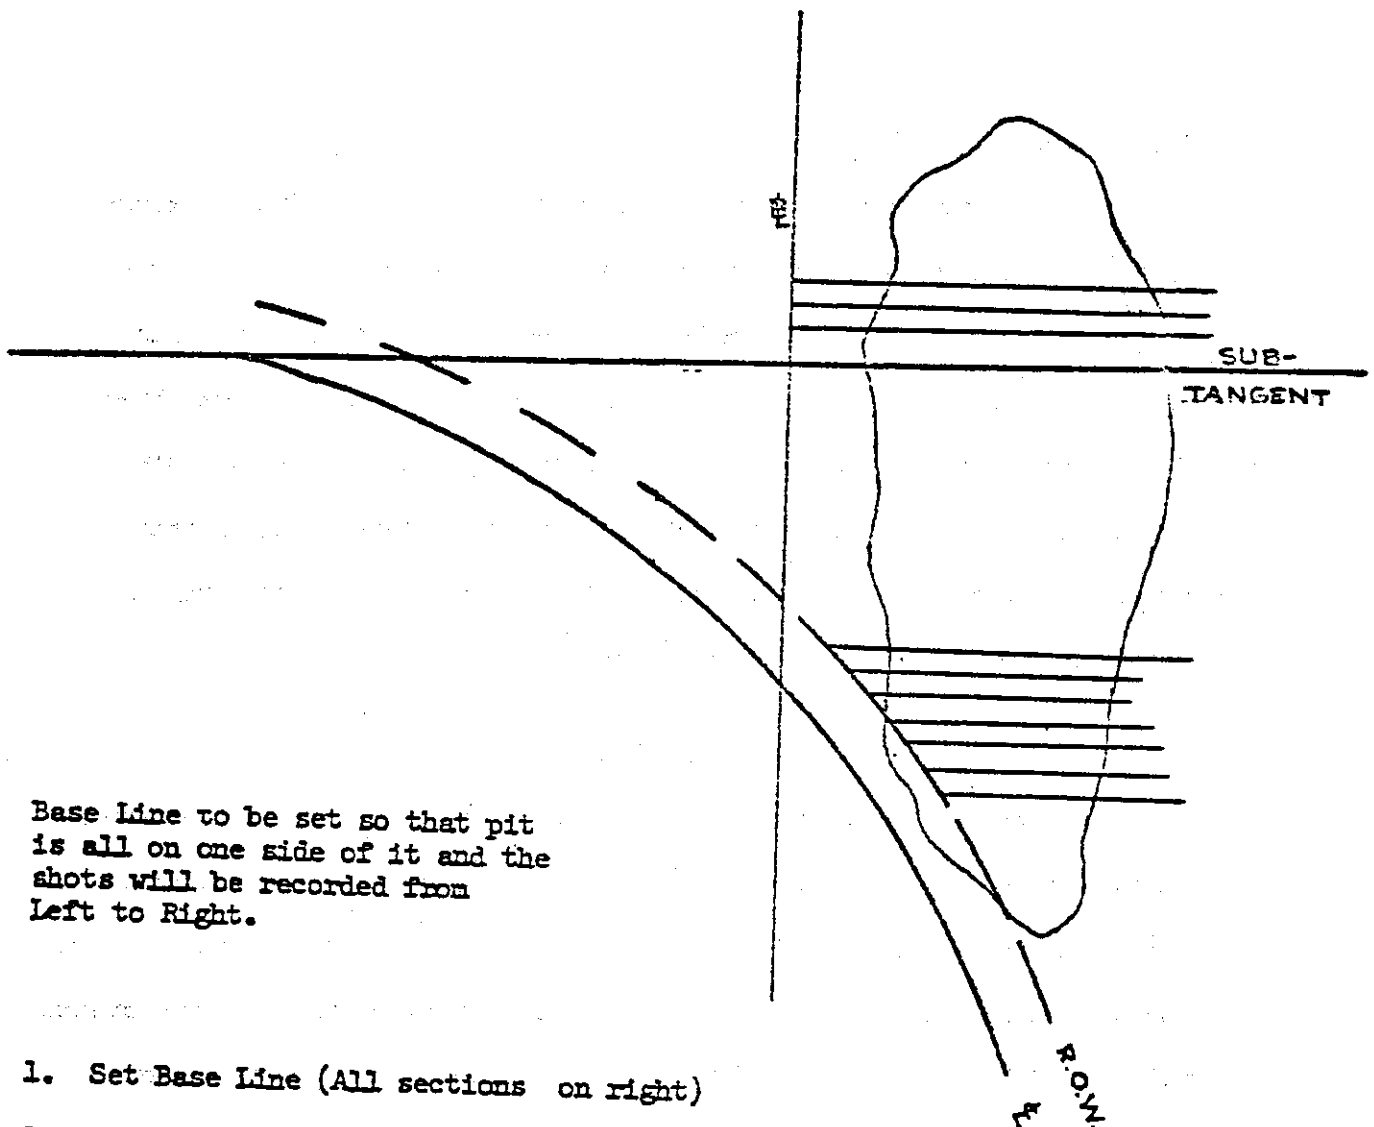 SUB-
TANGENT
Base Line to be set so that pit
is all on one side of it and the
shots will be recorded from
Left to Right.
1. Set Base Line (All sections on right)
R.O.W.